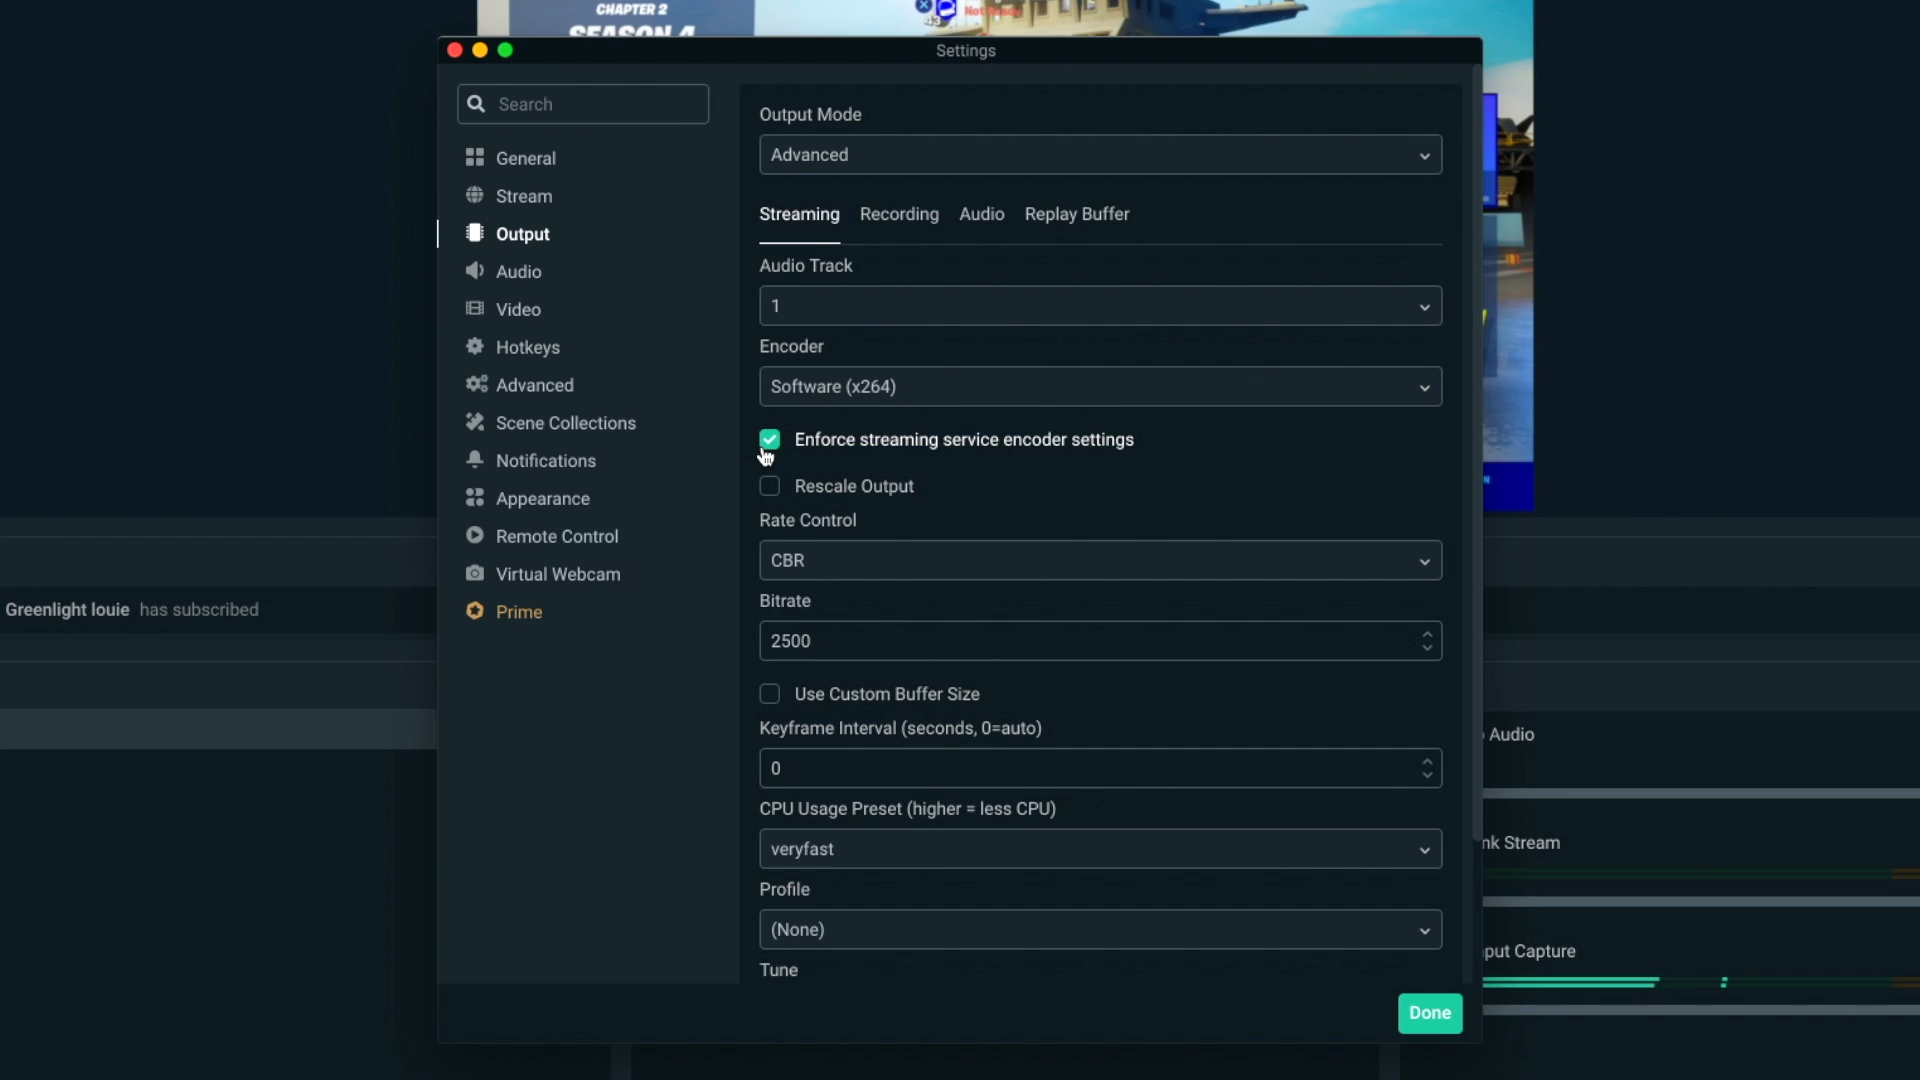 CHAPTER 2
SEASON 4
43
Settings
Search
General
Stream
Output
Audio
Video
Hotkeys
Advanced
Scene Collections
Notifications
Appearance
Remote Control
Virtual Webcam
Prime
Output Mode
Advanced
Streaming Recording Audio Replay Buffer
Audio Track
1
Encoder
Software (x264)
Enforce streaming service encoder settings
Rescale Output
Rate Control
CBR
Bitrate
2500
Use Custom Buffer Size
Keyframe Interval (seconds, 0=auto)
0
CPU Usage Preset (higher = less CPU)
veryfast
Profile
(None)
Tune
Done
Greenlight louie has subscribed
Audio
nk Stream
put Capture